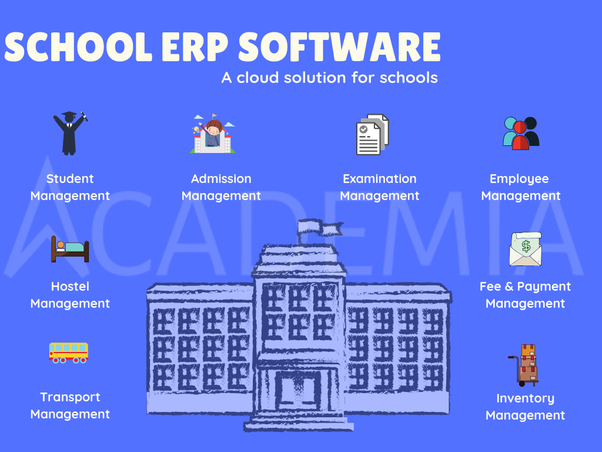 SCHOOL ERP SOFTWARE
A cloud solution for schools
Student
Management
Admission
Management
Examination
Management
Employee
Management
ACADEMIA
Hostel
Management
Fee & Payment
Management
Transport
Management
Inventory
Management